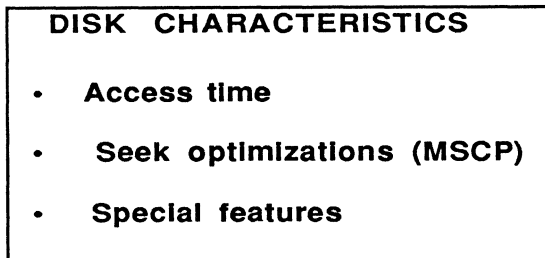 DISK CHARACTERISTICS
• Access time
• Seek optimizations (MSCP)
• Special features